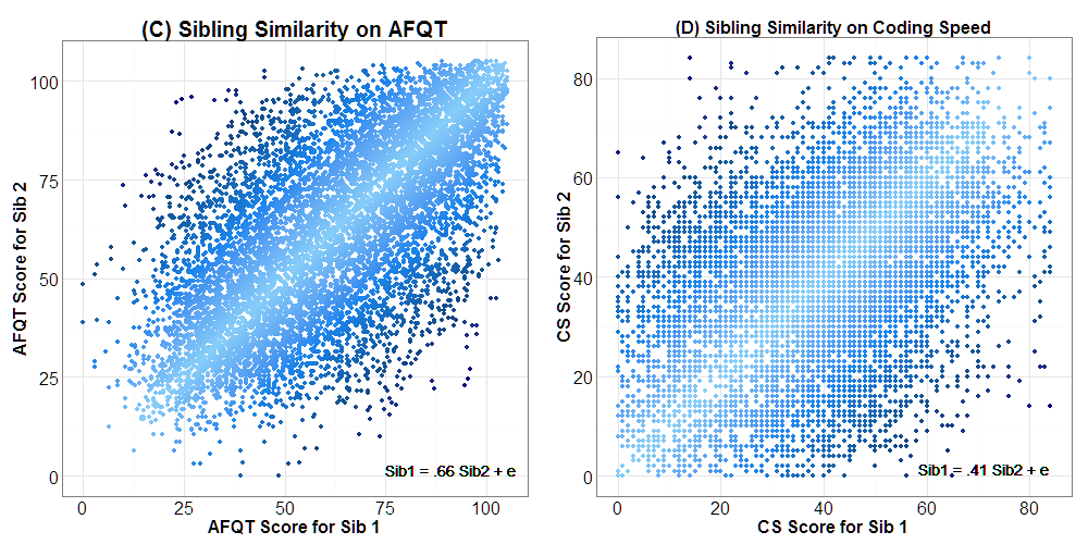 (C) Sibling Similarity on AFQT
AFQT Score for Sib 2
100
75
50
25
0
Sib1 = .66 Sib2 + e
0 25 50 75 100
AFQT Score for Sib 1
(D) Sibling Similarity on Coding Speed
CS Score for Sib 2
80
60
40
20
0
Sib1 = .41 Sib2 + e
0 20 40 60 80
CS Score for Sib 1